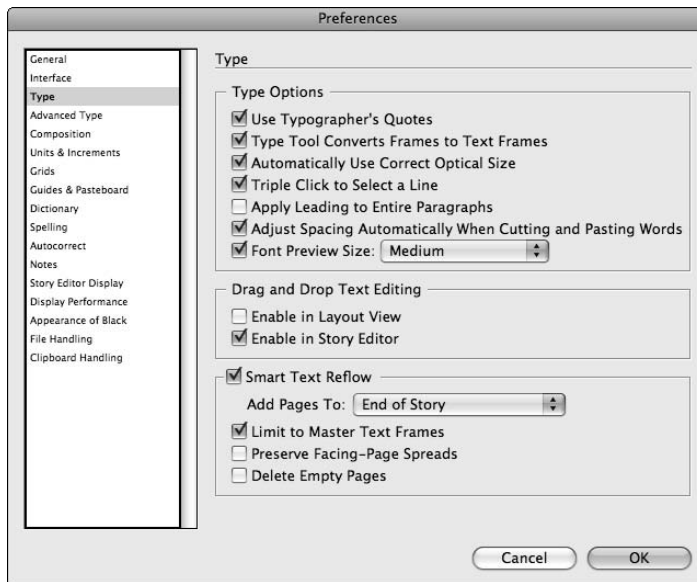 Preferences
General
Interface
Type
Advanced Type
Composition
Units & Increments
Grids
Guides & Pasteboard
Dictionary
Spelling
Autocorrect
Notes
Story Editor Display
Display Performance
Appearance of Black
File Handling
Clipboard Handling
Type
Type Options
Use Typographer's Quotes
Type Tool Converts Frames to Text Frames
Automatically Use Correct Optical Size
Triple Click to Select a Line
Apply Leading to Entire Paragraphs
Adjust Spacing Automatically When Cutting and Pasting Words
Font Preview Size: Medium
Drag and Drop Text Editing
Enable in Layout View
Enable in Story Editor
Smart Text Reflow
Add Pages To: End of Story
Limit to Master Text Frames
Preserve Facing-Page Spreads
Delete Empty Pages
Cancel OK